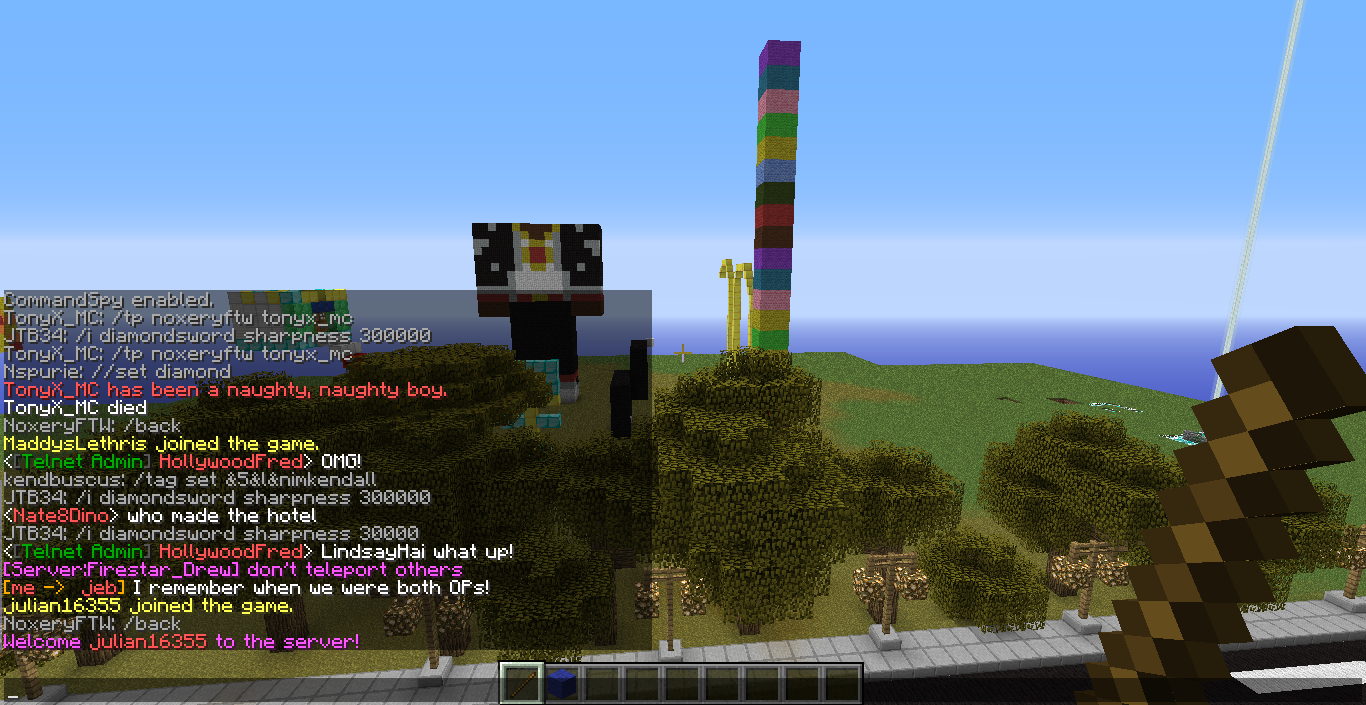 CommandSpy enabled.
TonyX_MC: /tp noxeryftw tonyx_mc
JTB34: /i diamondsword sharpness 300000
TonyX_MC: /tp noxeryftw tonyx_mc
Nspurie: //set diamond
TonyX_MC has been a naughty, naughty boy.
TonyX_MC died
NoxeryFTW: /back
MaddysLethris joined the game.
<[Telnet Admin] HollywoodFred> OMG!
kendbuscus: /tag set &5&l&nimkendall
JTB34: /i diamondsword sharpness 300000
<Nate8Dino> who made the hotel
JTB34: /i diamondsword sharpness 30000
<[Telnet Admin] HollywoodFred> LindsayHai what up!
[Server:Firestar_Drew] don't teleport others
[me -> jeb] I remember when we were both OPs!
julian16355 joined the game.
NoxeryFTW: /back
Welcome julian16355 to the server!
_